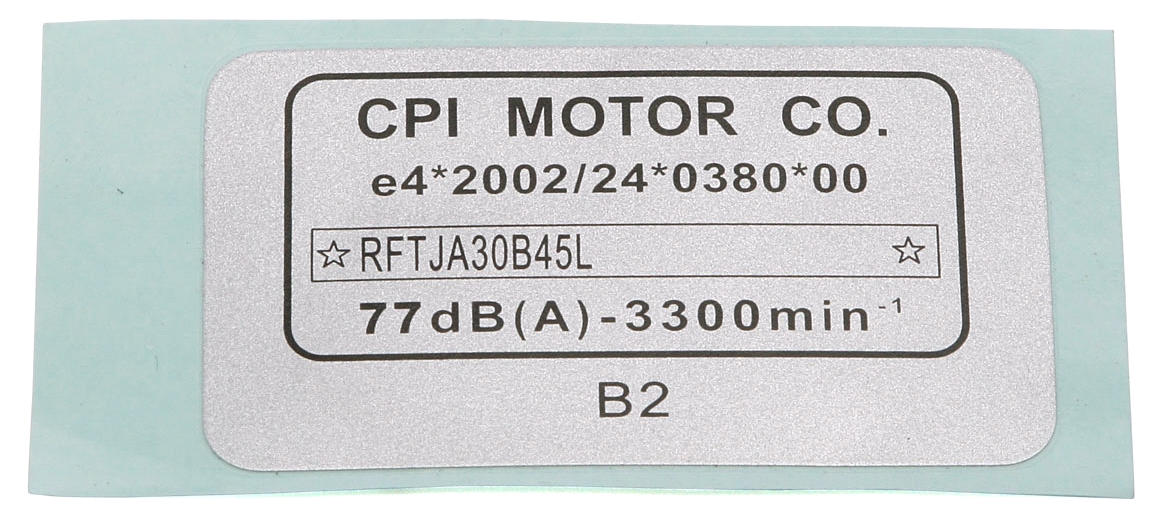 CPI MOTOR CO.
e4*2002/24*0380*00
☆ RFTJA30B45L ☆
77dB(A)-3300min⁻¹
B2